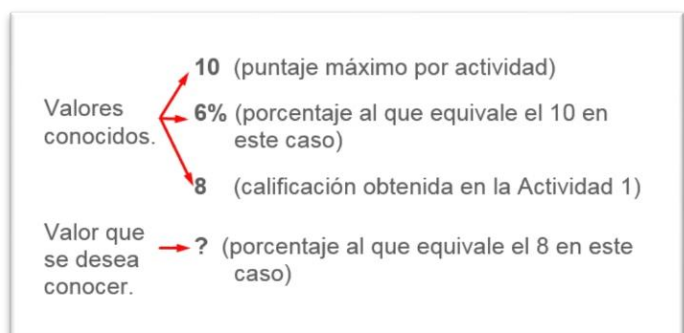 Valores conocidos.
10 (puntaje máximo por actividad)
6% (porcentaje al que equivale el 10 en
este caso)
8 (calificación obtenida en la Actividad 1)
Valor que
se desea
conocer.
? (porcentaje al que equivale el 8 en este
caso)